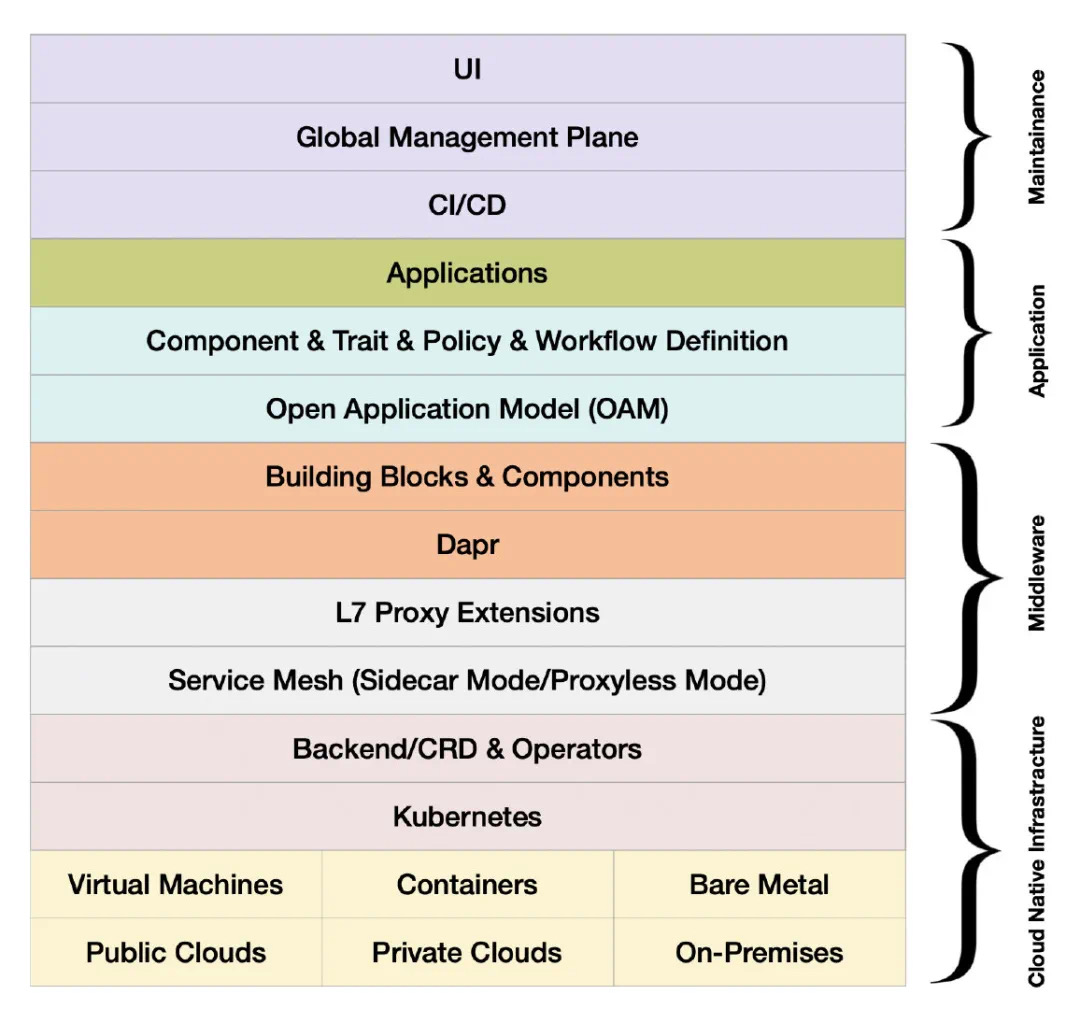 UI
Global Management Plane
CI/CD
Maintainance
Applications
Component & Trait & Policy & Workflow Definition
Open Application Model (OAM)
Application
Building Blocks & Components
Dapr
L7 Proxy Extensions
Service Mesh (Sidecar Mode/Proxyless Mode)
Middleware
Backend/CRD & Operators
Kubernetes
Virtual Machines
Containers
Bare Metal
Public Clouds
Private Clouds
On-Premises
Cloud Native Infrastracture